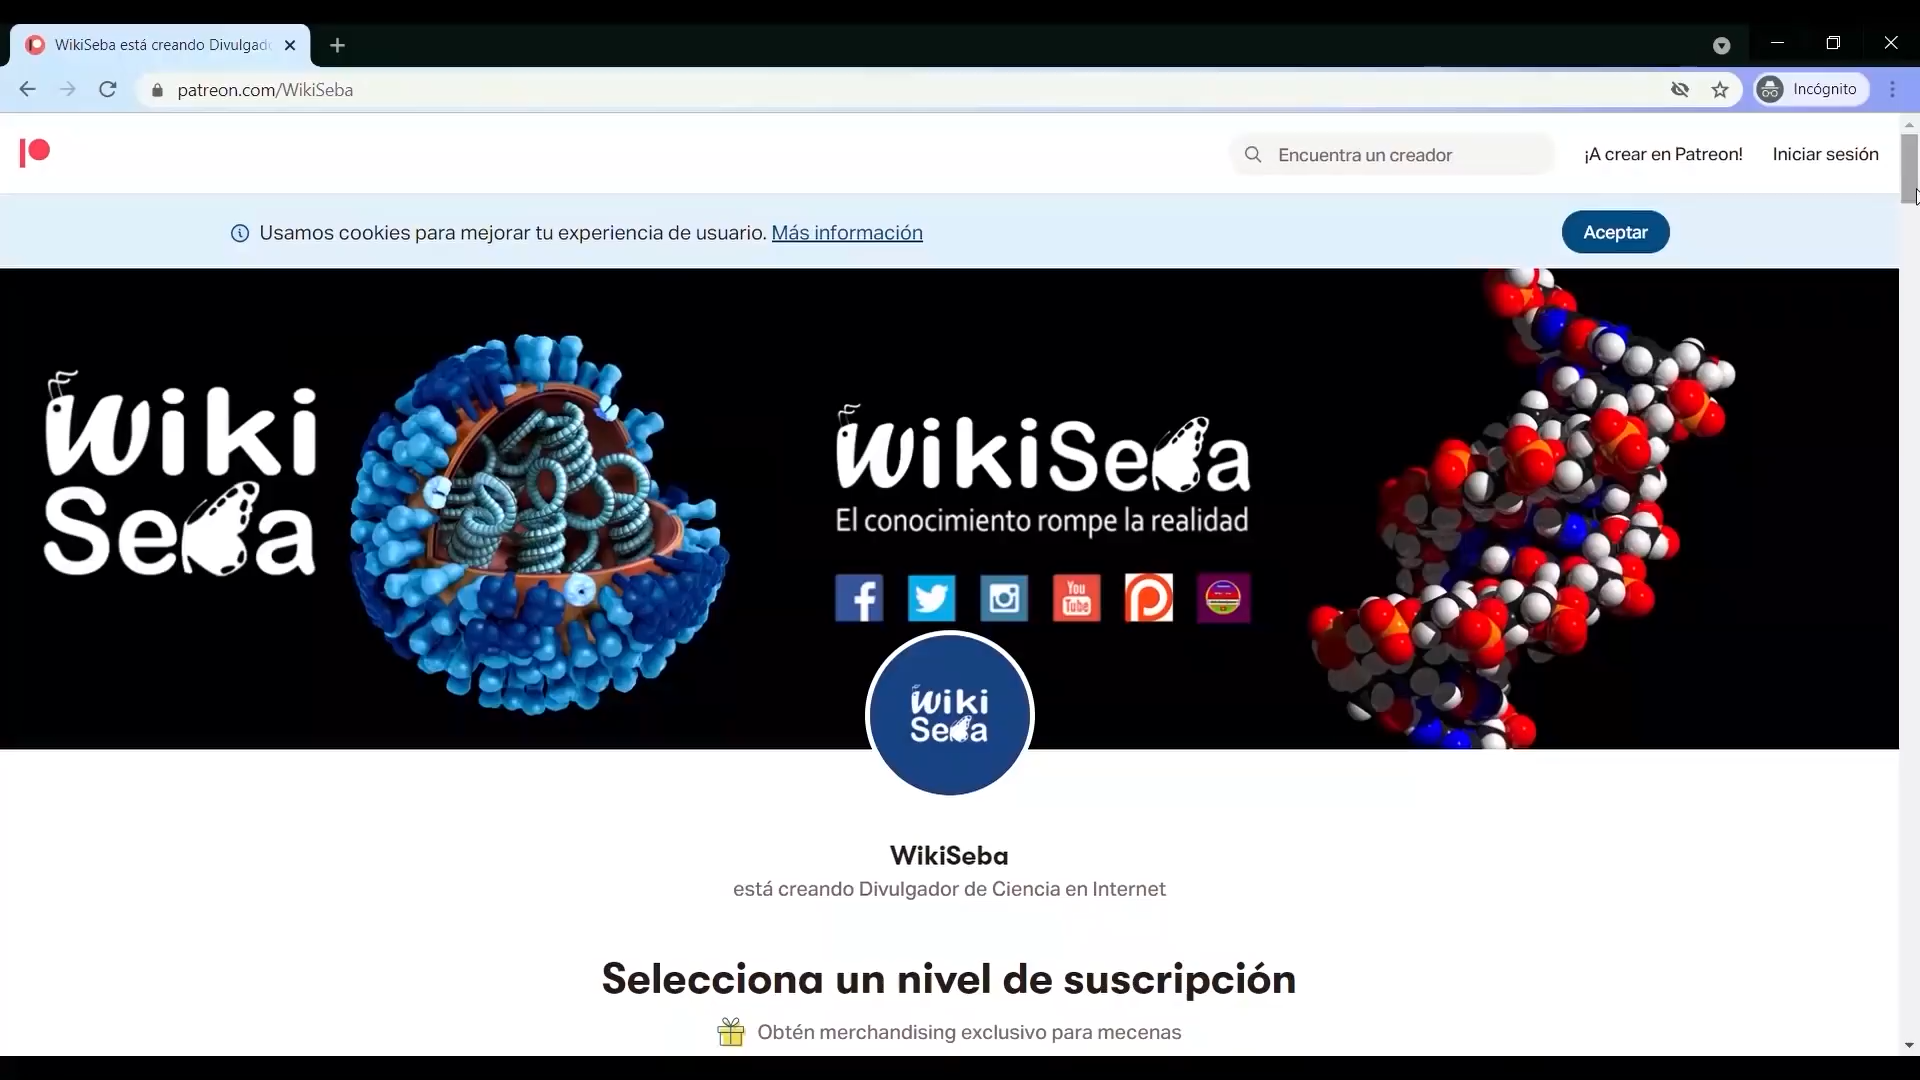 WikiSeba está creando Divulgad
patreon.com/WikiSeba
Incógnito
Encuentra un creador
¡A crear en Patreon!
Iniciar sesión
Usamos cookies para mejorar tu experiencia de usuario. Más información
Aceptar
Wiki
Seba
WikiSeba
El conocimiento rompe la realidad
You
Tube
Wiki
Seba
WikiSeba
está creando Divulgador de Ciencia en Internet
Selecciona un nivel de suscripción
Obtén merchandising exclusivo para mecenas